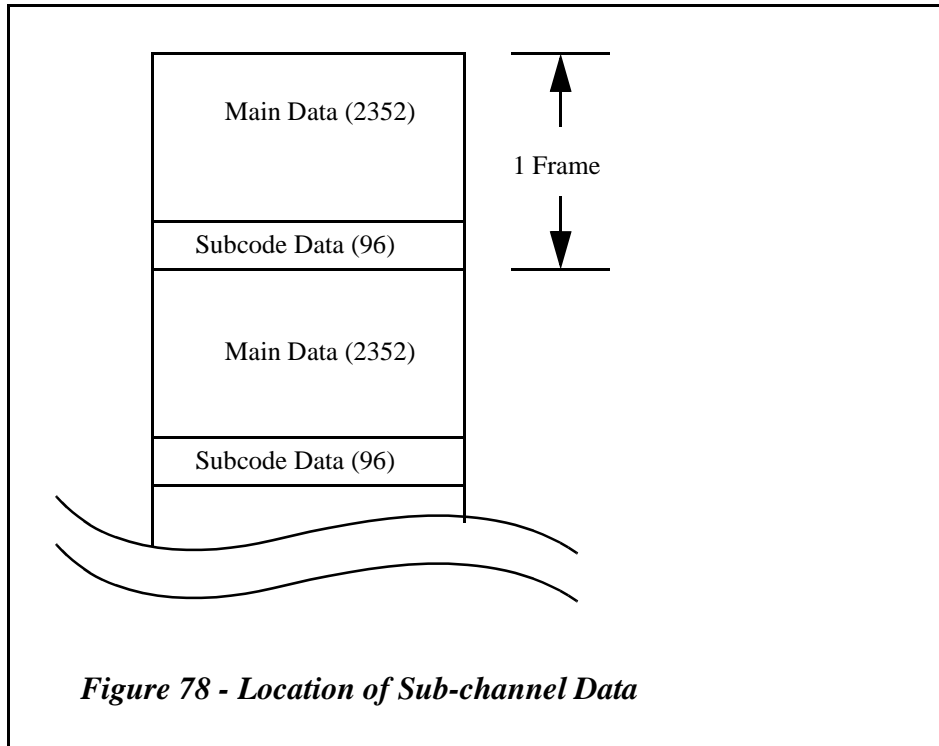 Main Data (2352)
1 Frame
Subcode Data (96)
Main Data (2352)
Subcode Data (96)
Figure 78 - Location of Sub-channel Data